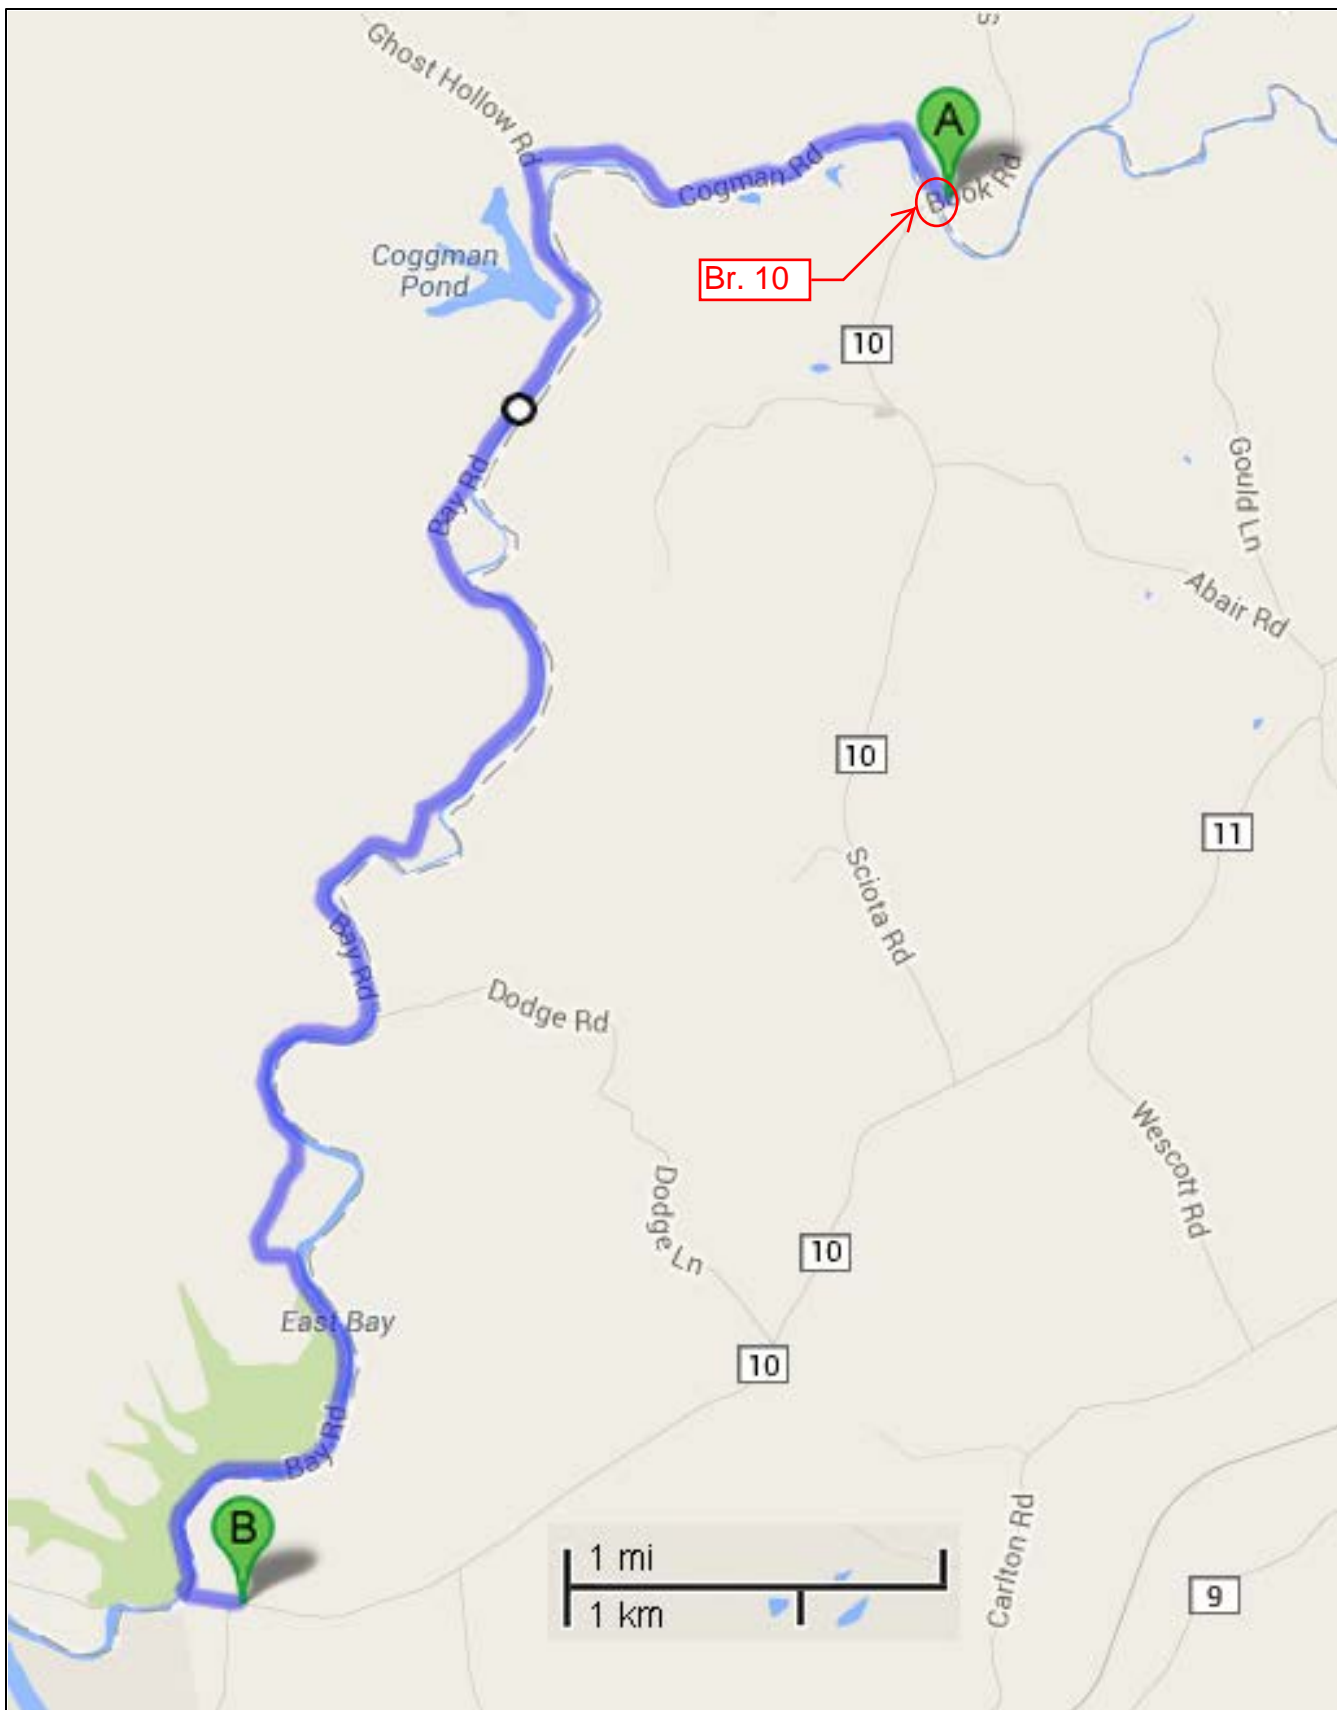 S
Ghost Hollow Rd
A
Cogman Rd
Book Rd
Coggman
Pond
Br. 10
10
Bay Rd
Gould Ln
Abair Rd
10
11
Sciota Rd
Bay Rd
Dodge Rd
Wescott Rd
Dodge Ln
10
East Bay
10
Bay Rd
B
1 mi
1 km
Carlton Rd
9